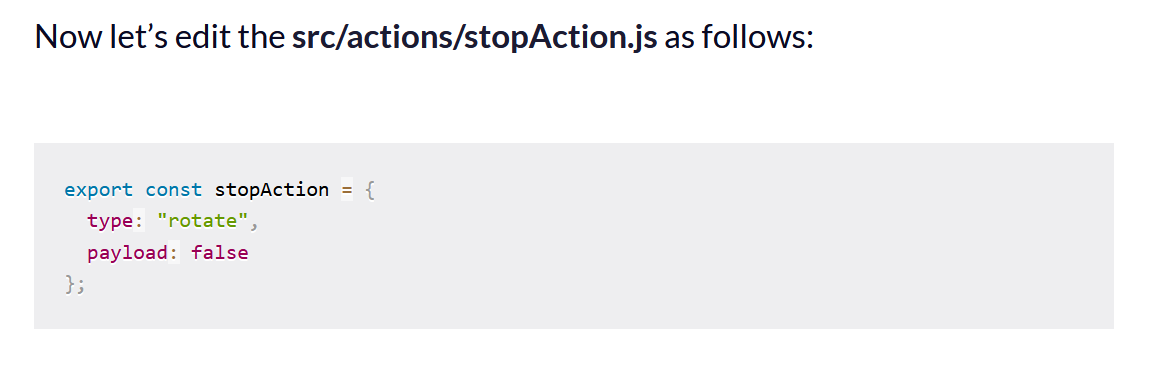 Now let’s edit the src/actions/stopAction.js as follows:
export const stopAction = {
  type: "rotate",
  payload: false
};